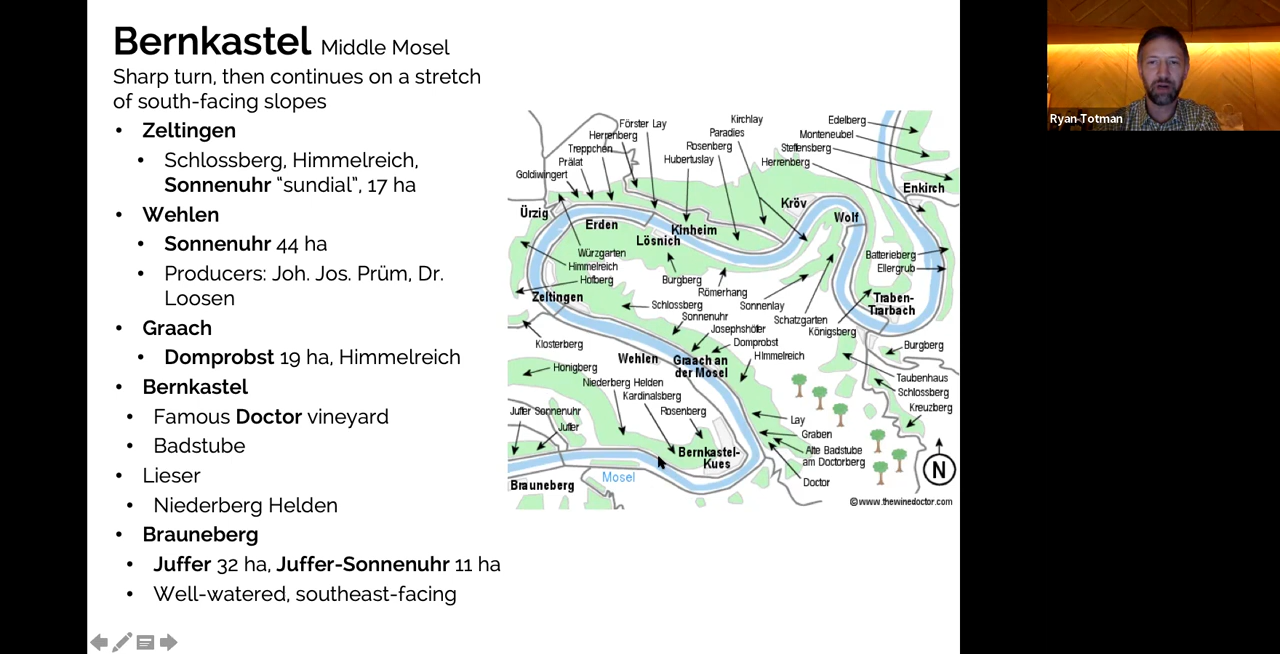 Bernkastel Middle Mosel
Sharp turn, then continues on a stretch
of south-facing slopes
• Zeltingen
• Schlossberg, Himmelreich,
Sonnenuhr “sundial”, 17 ha
• Wehlen
• Sonnenuhr 44 ha
• Producers: Joh. Jos. Prüm, Dr.
Loosen
• Graach
• Domprobst 19 ha, Himmelreich
• Bernkastel
• Famous Doctor vineyard
• Badstube
• Lieser
• Niederberg Helden
• Brauneberg
• Juffer 32 ha, Juffer-Sonnenuhr 11 ha
• Well-watered, southeast-facing
Förster Lay
Herrenberg
Treppchen
Prälat
Goldwingert
Kirchlay
Paradies
Rosenberg
Hubertuslay
Edelberg
Monteneubel
Steffensberg
Herrenberg
Enkirch
Ürzig
Erden
Kinheim
Lösnich
Kröv
Wolf
Würzgarten
Himmelreich
Hofberg
Zeltingen
Burgberg
Römerhang
Sonnenlay
Schatzgarten
Königsberg
Batterieberg
Ellergrub
Traben-
Trarbach
Schlossberg
Sonnenuhr
Josephshöfer
Domprobst
HImmelreich
Klosterberg
Wehlen
Graach an
der Mosel
Burgberg
Taubenhaus
Schlossberg
Kreuzberg
Honigberg
Niederberg Helden
Kardinalsberg
Rosenberg
Juffer Sonnenuhr
Juffer
Lay
Graben
Alte Badstube
am Doctorberg
Doctor
Bernkastel-
Kues
Mosel
Brauneberg
N
©www.thewinedoctor.com
Ryan Totman